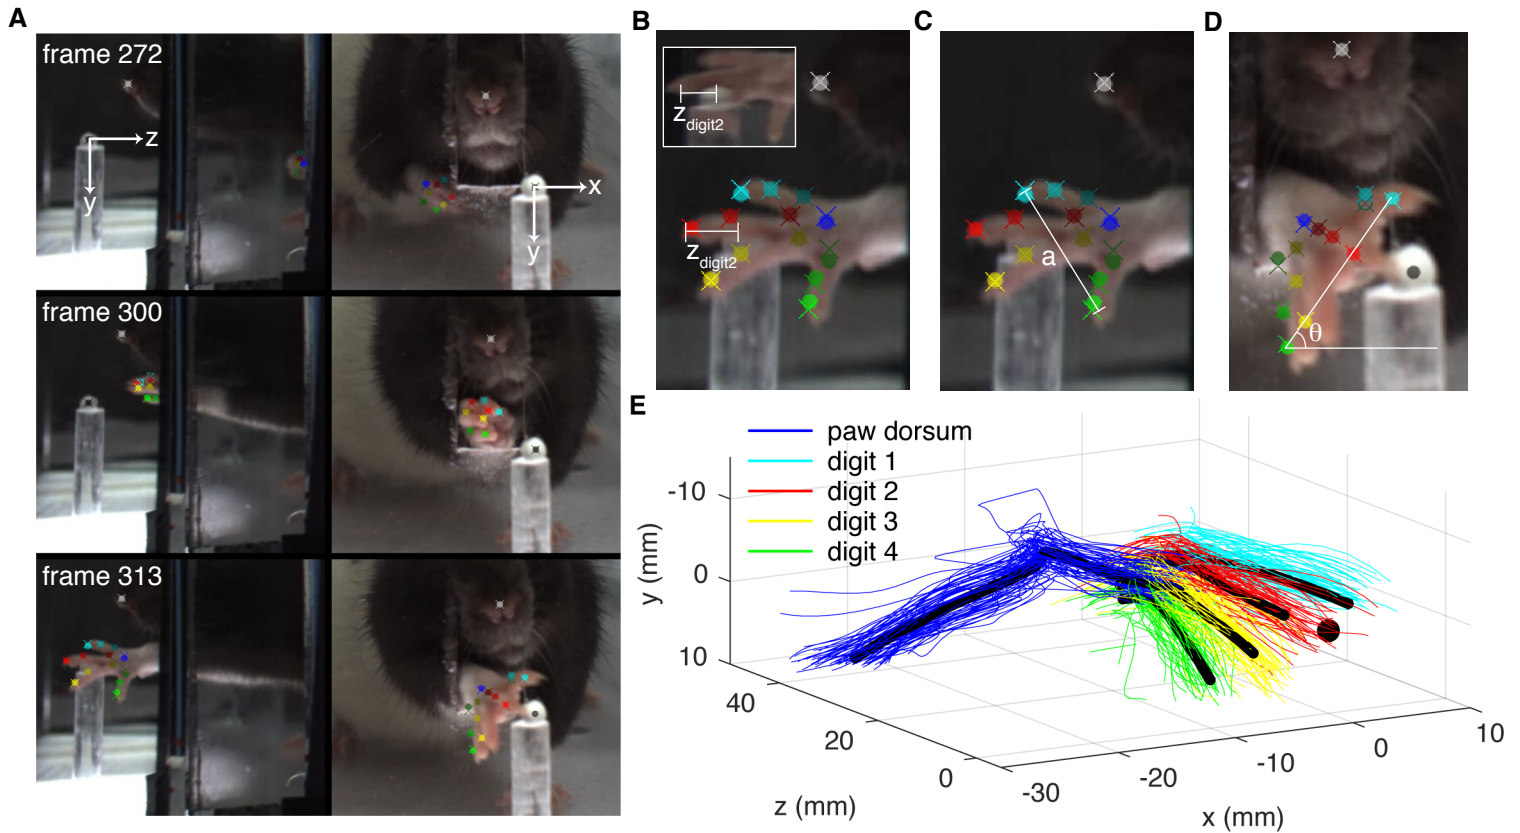 A
frame 272
z
y
x
y
frame 300
frame 313
B
z digit2
z digit2
C
a
D
θ
E
paw dorsum
digit 1
digit 2
digit 3
digit 4
-10
0
10
y (mm)
40
20
0
z (mm)
-30
-20
-10
0
10
x (mm)